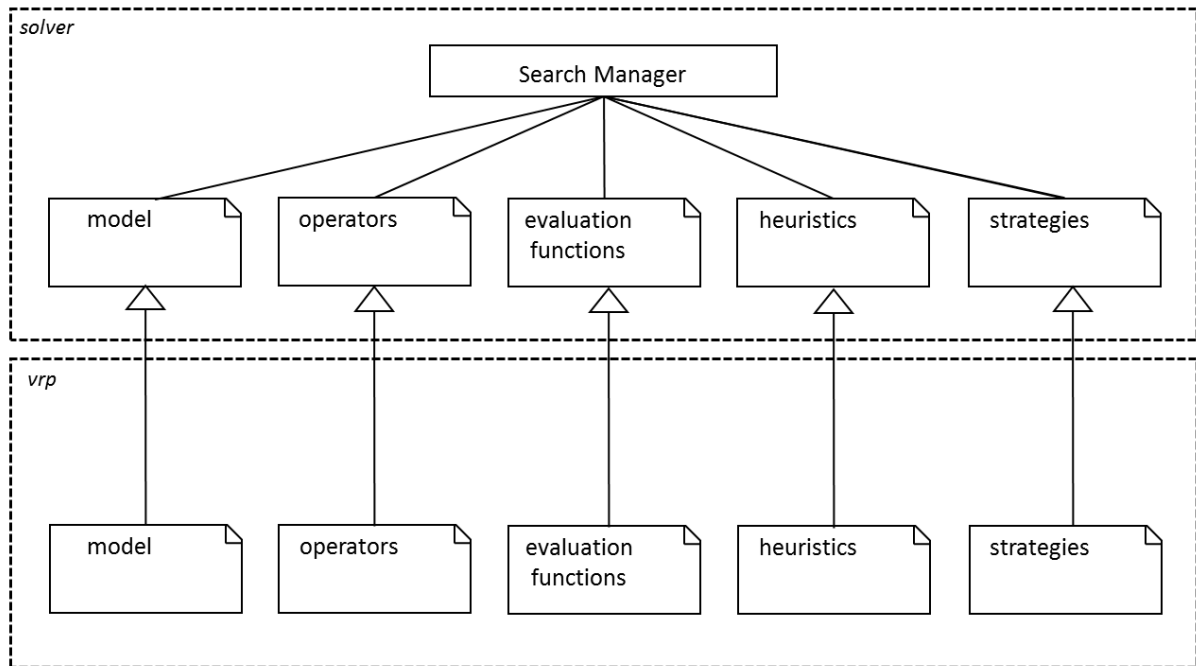 solver
Search Manager
model
operators
evaluation
functions
heuristics
strategies
vrp
model
operators
evaluation
functions
heuristics
strategies